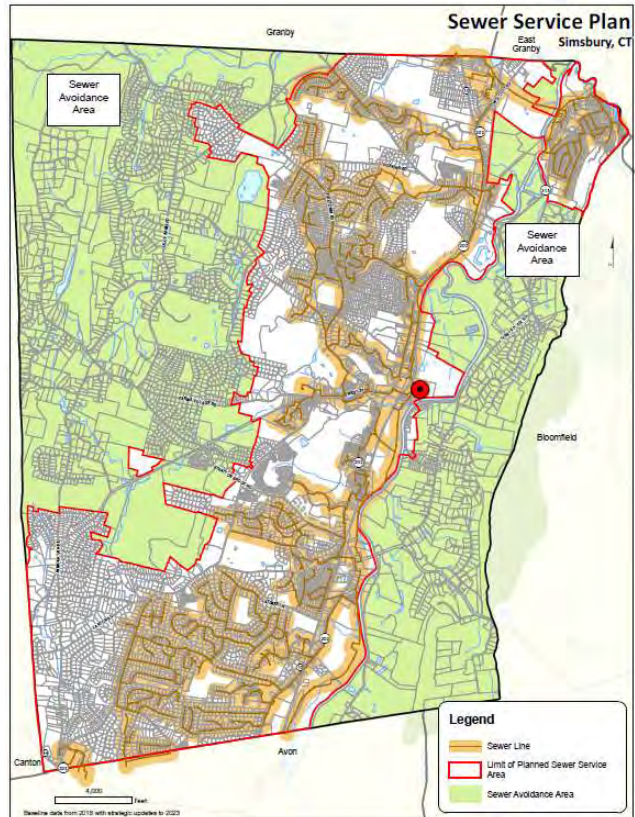 Sewer Service Plan
Simsbury, CT
Granby
East
Granby
Sewer
Avoidance
Area
Sewer
Avoidance
Area
Bloomfield
Avon
Canton
Legend
Sewer Line
Limit of Planned Sewer Service
Area
Sewer Avoidance Area
4,000
Feet
Baseline data from 2018 with strategic updates to 2023